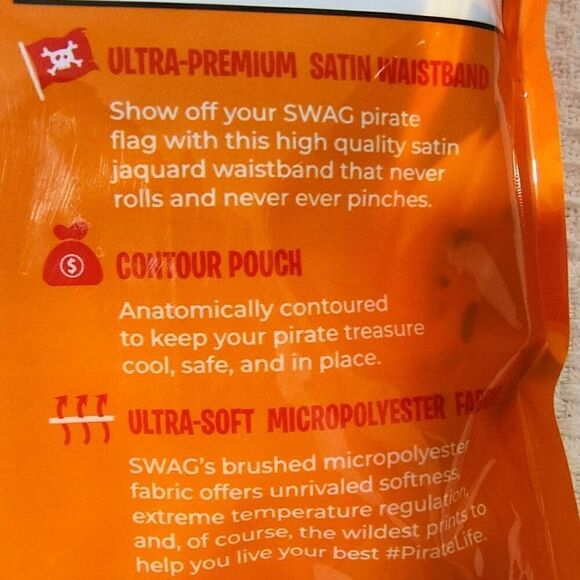 ULTRA-PREMIUM SATIN WAISTBAND
Show off your SWAG pirate
flag with this high quality satin
jaquard waistband that never
rolls and never ever pinches.
$
CONTOUR POUCH
Anatomically contoured
to keep your pirate treasure
cool, safe, and in place.
ULTRA-SOFT MICROPOLYESTER
SWAG's brushed micropolyester
fabric offers unrivaled softness,
extreme temperature regulation,
and, of course, the wildest prints to
help you live your best #PirateLife.